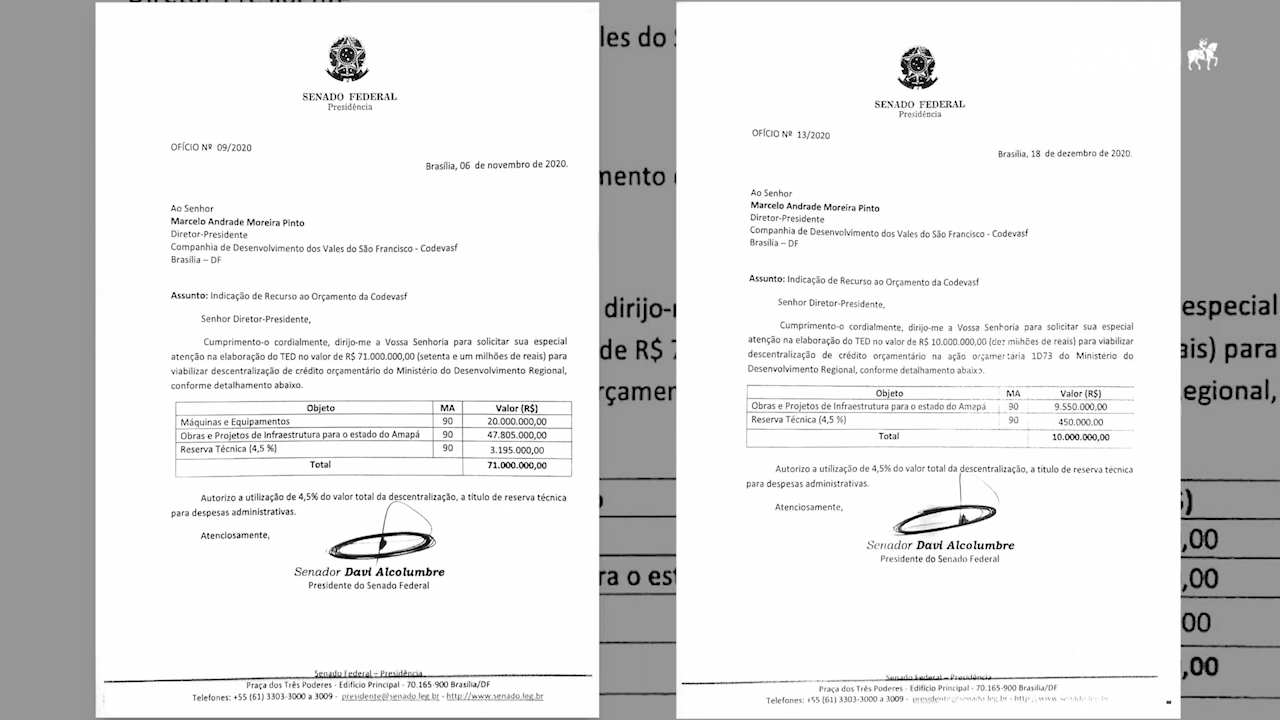 SENADO FEDERAL
Presidência
OFÍCIO Nº 09/2020
Brasília, 06 de novembro de 2020.
Ao Senhor
Marcelo Andrade Moreira Pinto
Diretor-Presidente
Companhia de Desenvolvimento dos Vales do São Francisco - Codevasf
Brasília – DF
Assunto: Indicação de Recurso ao Orçamento da Codevasf
Senhor Diretor-Presidente,
Cumprimento-o cordialmente, dirijo-me a Vossa Senhoria para solicitar sua especial
atenção na elaboração do TED no valor de R$ 71.000.000,00 (setenta e um milhões de reais) para
viabilizar descentralização de crédito orçamentário do Ministério do Desenvolvimento Regional,
conforme detalhamento abaixo.
Objeto MA Valor (R$)
Máquinas e Equipamentos 90 20.000.000,00
Obras e Projetos de Infraestrutura para o estado do Amapá 90 47.805.000,00
Reserva Técnica (4,5 %) 90 3.195.000,00
Total 71.000.000,00
Autorizo a utilização de 4,5% do valor total da descentralização, a título de reserva técnica
para despesas administrativas.
Atenciosamente,
Senador Davi Alcolumbre
Presidente do Senado Federal
Senado Federal – Presidência
Praça dos Três Poderes - Edifício Principal - 70.165-900 Brasília/DF
Telefones: +55 (61) 3303-3000 a 3009 - presidente@senado.leg.br - http://www.senado.leg.br
SENADO FEDERAL
Presidência
OFÍCIO Nº 13/2020
Brasília, 18 de dezembro de 2020.
Ao Senhor
Marcelo Andrade Moreira Pinto
Diretor-Presidente
Companhia de Desenvolvimento dos Vales do São Francisco - Codevasf
Brasília – DF
Assunto: Indicação de Recurso ao Orçamento da Codevasf
Senhor Diretor-Presidente,
Cumprimento-o cordialmente, dirijo-me a Vossa Senhoria para solicitar sua especial
atenção na elaboração do TED no valor de R$ 10.000.000,00 (dez milhões de reais) para viabilizar
descentralização de crédito orçamentário na ação orçamentária 1D73 do Ministério do
Desenvolvimento Regional, conforme detalhamento abaixo.
Objeto MA Valor (R$)
Obras e Projetos de Infraestrutura para o estado do Amapá 90 9.550.000,00
Reserva Técnica (4,5 %) 90 450.000,00
Total 10.000.000,00
Autorizo a utilização de 4,5% do valor total da descentralização, a título de reserva técnica
para despesas administrativas.
Atenciosamente,
Senador Davi Alcolumbre
Presidente do Senado Federal
Senado Federal – Presidência
Praça dos Três Poderes - Edifício Principal - 70.165-900 Brasília/DF
Telefones: +55 (61) 3303-3000 a 3009 - presidente@senado.leg.br - http://www.senado.leg.br